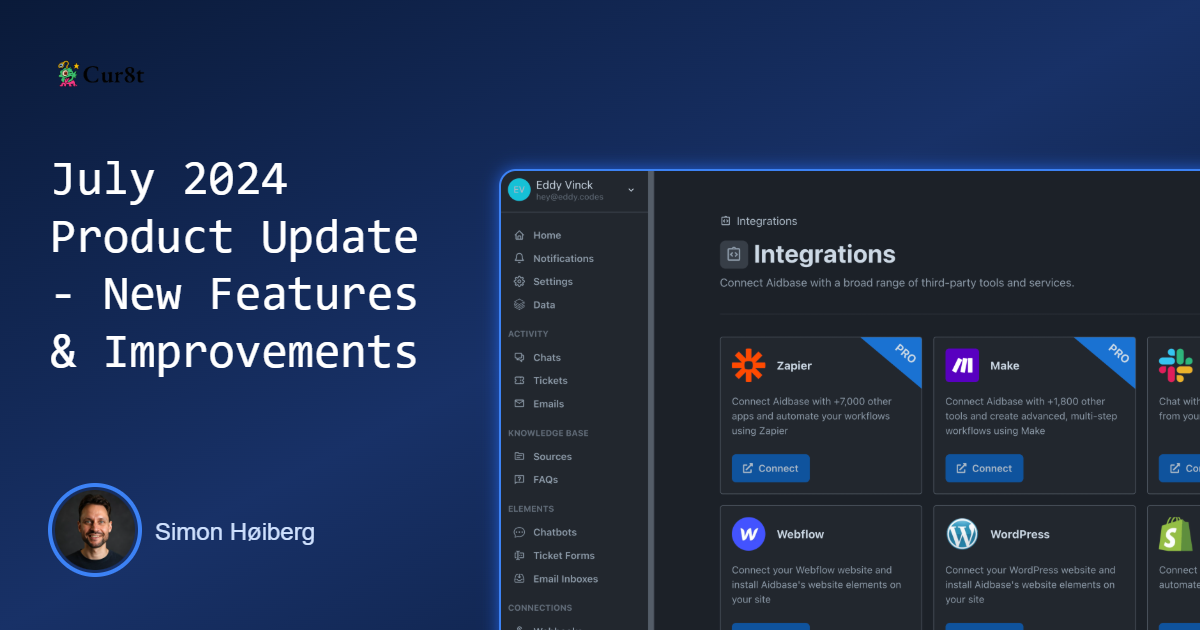 Cur8t
July 2024
Product Update
- New Features
& Improvements
Simon Høiberg
EV
Eddy Vinck
hey@eddy.codes
Home
Notifications
Settings
Data
ACTIVITY
Chats
Tickets
Emails
KNOWLEDGE BASE
Sources
FAQs
ELEMENTS
Chatbots
Ticket Forms
Email Inboxes
CONNECTIONS
Integrations
Integrations
Connect Aidbase with a broad range of third-party tools and services.
PRO
Zapier
Connect Aidbase with +7,000 other
apps and automate your workflows
using Zapier
Connect
PRO
Make
Connect Aidbase with +1,800 other
tools and create advanced, multi-step
workflows using Make
Connect
Chat with
from you
Co
W
Webflow
Connect your Webflow website and
install Aidbase's website elements on
your site
WordPress
Connect your WordPress website and
install Aidbase's website elements on
your site
Connect
automate